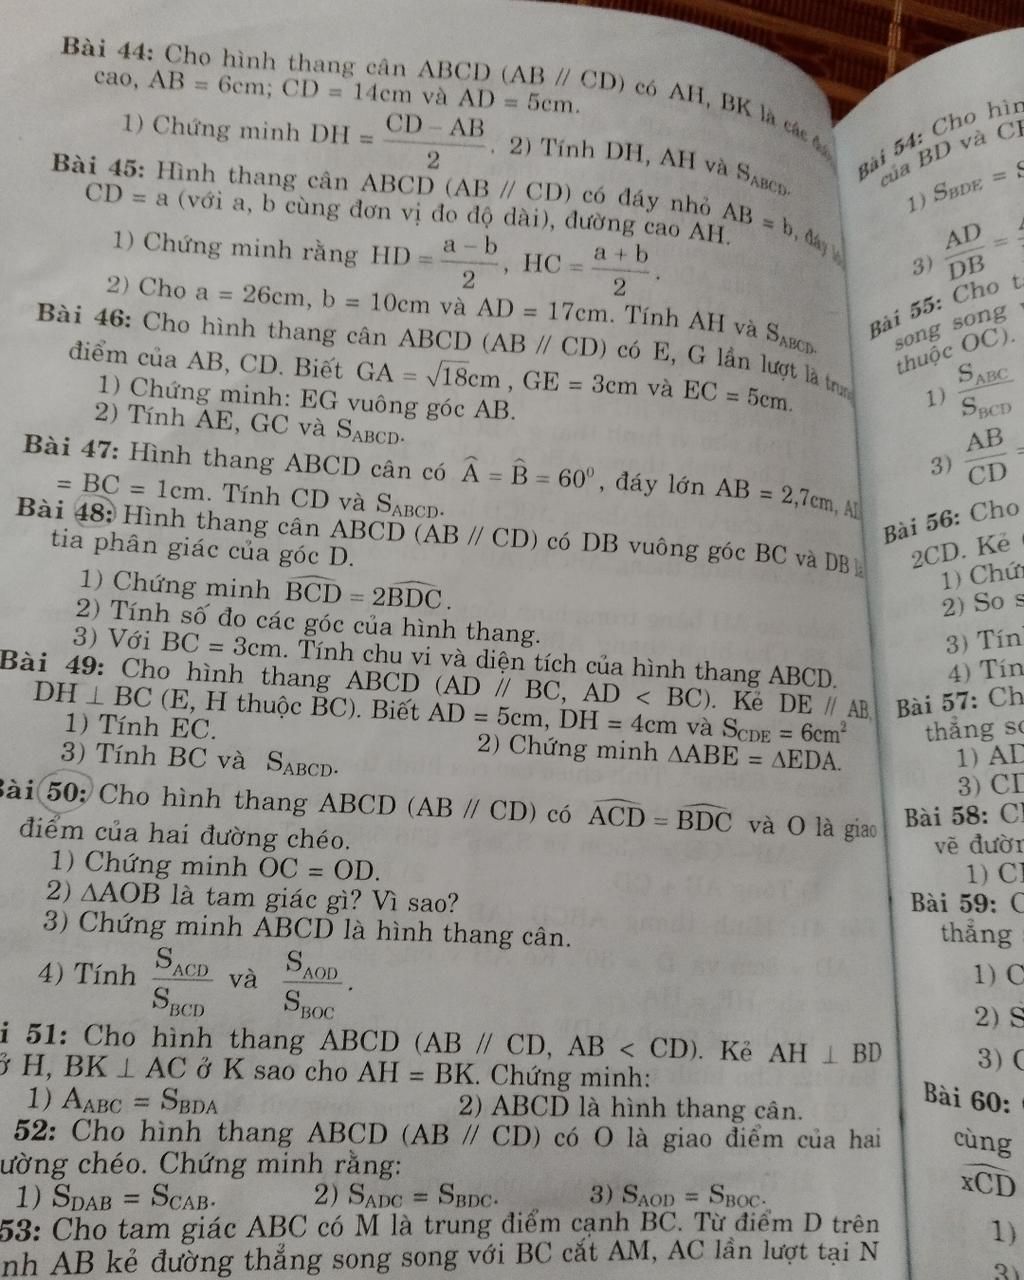 Bài 44: Cho hình thang cân ABCD (AB // CD) có AH, BK là các
cao, AB = 6cm; CD = 14cm và AD = 5cm.
1) Chứng minh DH = (CD – AB)/2. 2) Tính DH, AH và S_ABCD.
Bài 45: Hình thang cân ABCD (AB // CD) có đáy nhỏ AB = b, đáy
CD = a (với a, b cùng đơn vị đo độ dài), đường cao AH.
1) Chứng minh rằng HD = (a – b)/2, HC = (a + b)/2.
2) Cho a = 26cm, b = 10cm và AD = 17cm. Tính AH và S_ABCD.
Bài 46: Cho hình thang cân ABCD (AB // CD) có E, G lần lượt là trung
điểm của AB, CD. Biết GA = √18cm, GE = 3cm và EC = 5cm.
1) Chứng minh: EG vuông góc AB.
2) Tính AE, GC và S_ABCD.
Bài 47: Hình thang ABCD cân có Â = B̂ = 60⁰, đáy lớn AB = 2,7cm, AD
= BC = 1cm. Tính CD và S_ABCD.
Bài 48: Hình thang cân ABCD (AB // CD) có DB vuông góc BC và DB là
tia phân giác của góc D.
1) Chứng minh BCD = 2BDC.
2) Tính số đo các góc của hình thang.
3) Với BC = 3cm. Tính chu vi và diện tích của hình thang ABCD.
Bài 49: Cho hình thang ABCD (AD // BC, AD < BC). Kẻ DE // AB,
DH ⊥ BC (E, H thuộc BC). Biết AD = 5cm, DH = 4cm và S_CDE = 6cm²
1) Tính EC. 2) Chứng minh ΔABE = ΔEDA.
3) Tính BC và S_ABCD.
Bài 50: Cho hình thang ABCD (AB // CD) có ACD = BDC và O là giao
điểm của hai đường chéo.
1) Chứng minh OC = OD.
2) ΔAOB là tam giác gì? Vì sao?
3) Chứng minh ABCD là hình thang cân.
4) Tính S_ACD/S_BCD và S_AOD/S_BOC.
i 51: Cho hình thang ABCD (AB // CD, AB < CD). Kẻ AH ⊥ BD
ở H, BK ⊥ AC ở K sao cho AH = BK. Chứng minh:
1) A_ABC = S_BDA 2) ABCD là hình thang cân.
52: Cho hình thang ABCD (AB // CD) có O là giao điểm của hai
ường chéo. Chứng minh rằng:
1) S_DAB = S_CAB. 2) S_ADC = S_BDC. 3) S_AOD = S_BOC.
53: Cho tam giác ABC có M là trung điểm cạnh BC. Từ điểm D trên
nh AB kẻ đường thẳng song song với BC cắt AM, AC lần lượt tại N
Bài 54: Cho hìn
của BD và C
1) S_BDE =
3) AD/DB =
Bài 55: Cho t
song song
thuộc OC).
1) S_ABC/S_BCD
3) AB/CD =
Bài 56: Cho
2CD. Kẻ
1) Chứ
2) So s
3) Tín
4) Tín
Bài 57: Ch
thẳng so
1) AD
3) CD
Bài 58: C
vẽ đườn
1) C
Bài 59: C
thẳng
1) C
2) S
3) C
Bài 60:
cùng
xCD
1)
3)